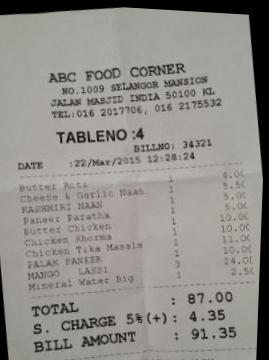 ABC FOOD CORNER
NO.1009 SELANGOR MANSION
JALAN MASJID INDIA 50100 KL
TEL:016 2017706, 016 2175532
TABLENO :4
BILLNO: 34321
DATE :22/Mar/2015 12:28:24
Butter Roti 1 4.00
Cheese & Garlic Naan 1 5.50
KASHMIRI NAAN 1 5.00
Paneer Paratha 1 5.00
Butter Chicken 1 10.00
Chicken Khorma 1 10.00
Chicken Tika Masala 1 11.00
PALAK PANEER 1 10.00
MANGO LASSI 3 24.00
Mineral Water Big 1 2.50
TOTAL : 87.00
S. CHARGE 5%(+): 4.35
BILL AMOUNT : 91.35